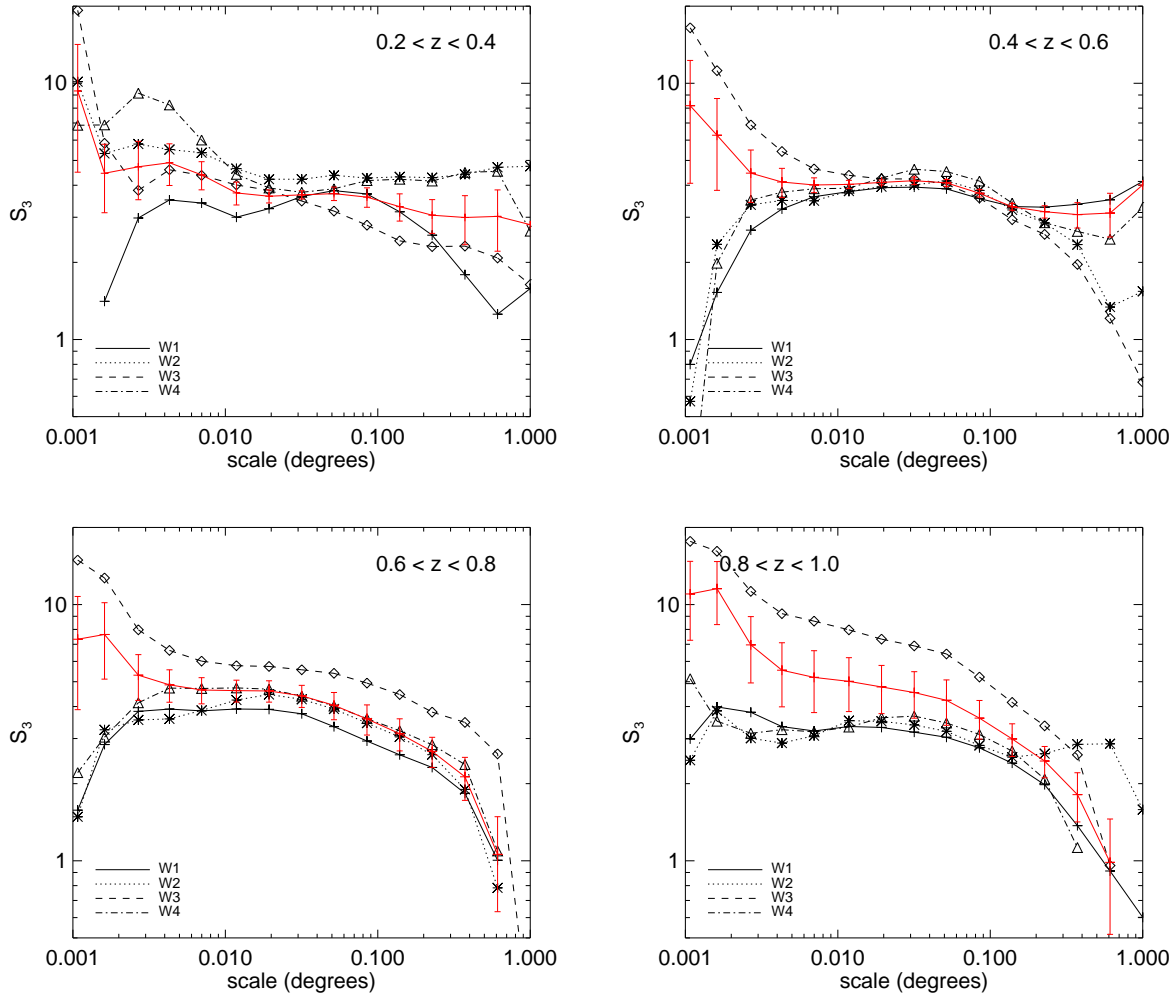 0.2 < z < 0.4
10
S3
1
W1
W2
W3
W4
0.001 0.010 0.100 1.000
scale (degrees)
0.4 < z < 0.6
10
S3
1
W1
W2
W3
W4
0.001 0.010 0.100 1.000
scale (degrees)
0.6 < z < 0.8
10
S3
1
W1
W2
W3
W4
0.001 0.010 0.100 1.000
scale (degrees)
0.8 < z < 1.0
10
S3
1
W1
W2
W3
W4
0.001 0.010 0.100 1.000
scale (degrees)